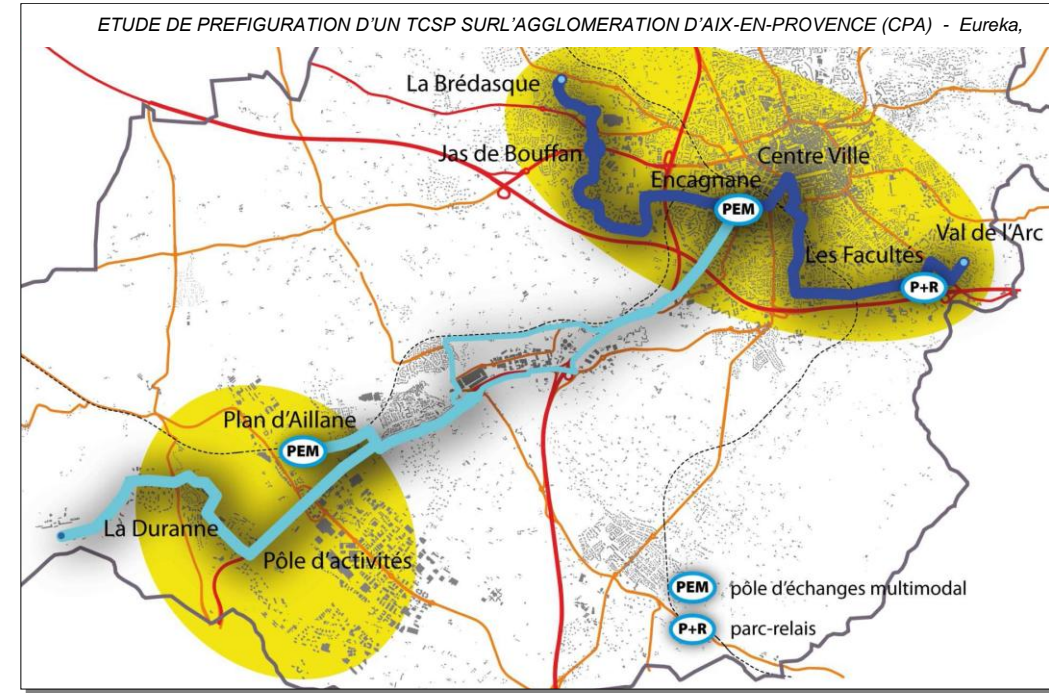 ETUDE DE PREFIGURATION D'UN TCSP SURL'AGGLOMERATION D'AIX-EN-PROVENCE (CPA) - Eureka,
La Brédasque
Jas de Bouffan
Centre Ville
Encagnane
PEM
Val de l'Arc
Les Facultés
P+R
Plan d'Aillane
PEM
La Duranne
Pôle d'activités
PEM pôle d'échanges multimodal
P+R parc-relais